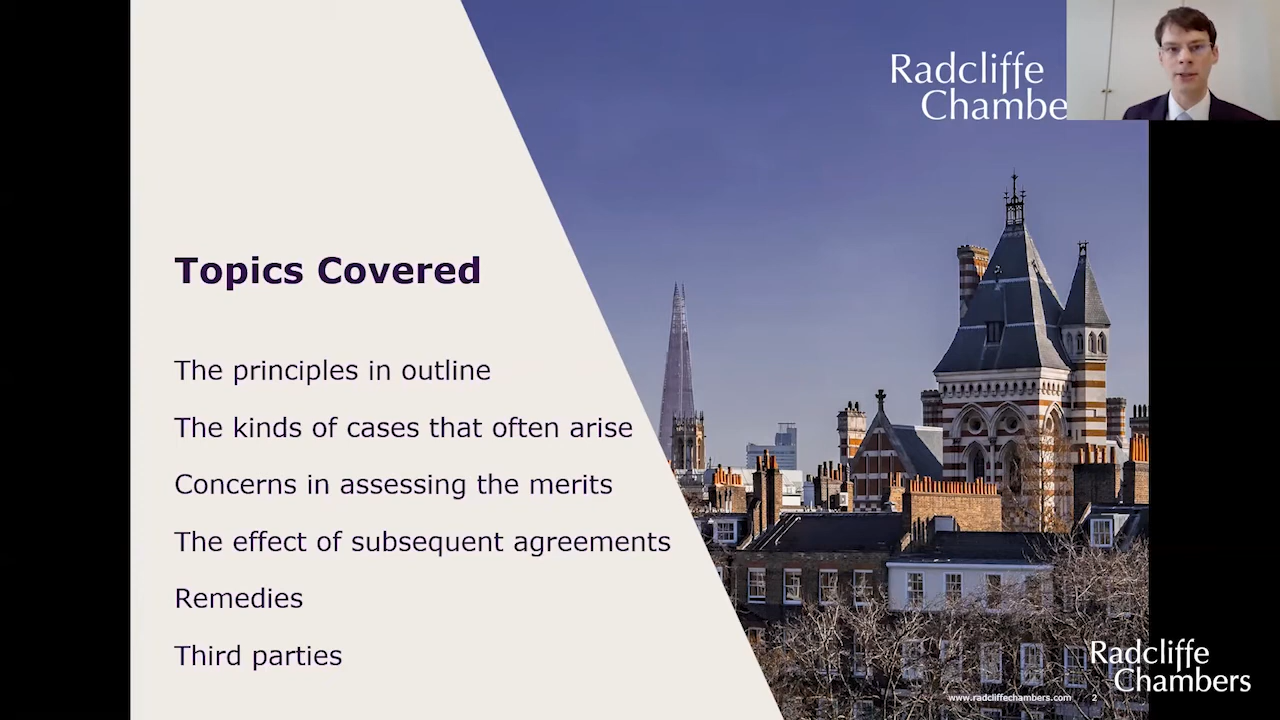 Radcliffe
Chambe
Topics Covered
The principles in outline
The kinds of cases that often arise
Concerns in assessing the merits
The effect of subsequent agreements
Remedies
Third parties
Radcliffe
Chambers
www.radcliffechambers.com 2